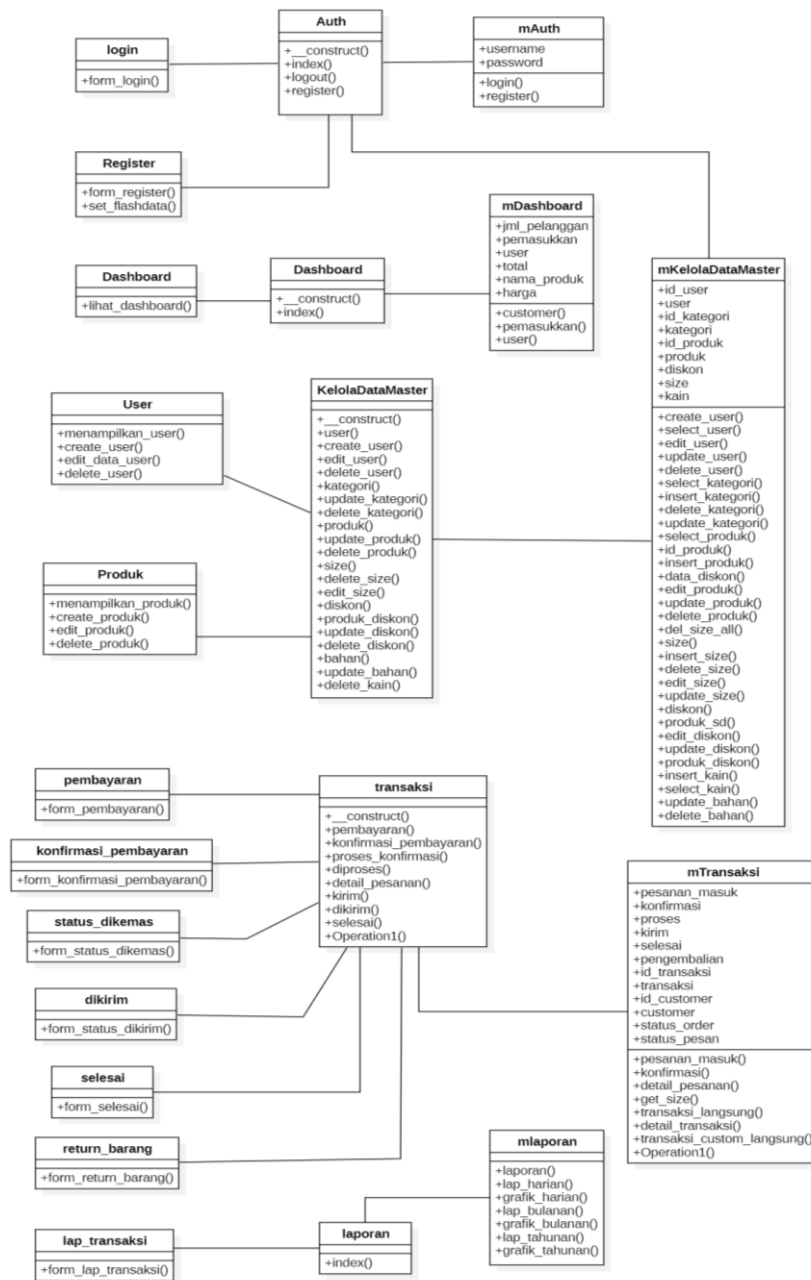 login
+form_login()
Auth
+__construct()
+index()
+logout()
+register()
mAuth
+username
+password
+login()
+register()
Register
+form_register()
+set_flashdata()
Dashboard
+lihat_dashboard()
Dashboard
+__construct()
+index()
mDashboard
+jml_pelanggan
+pemasukkan
+user
+total
+nama_produk
+harga
+customer()
+pemasukkan()
+user()
mKelolaDataMaster
+id_user
+user
+id_kategori
+kategori
+id_produk
+produk
+diskon
+size
+kain
+create_user()
+select_user()
+edit_user()
+update_user()
+delete_user()
+select_kategori()
+insert_kategori()
+delete_kategori()
+update_kategori()
+select_produk()
+id_produk()
+insert_produk()
+data_diskon()
+edit_produk()
+update_produk()
+delete_produk()
+del_size_all()
+size()
+insert_size()
+delete_size()
+edit_size()
+update_size()
+diskon()
+produk_sd()
+edit_diskon()
+update_diskon()
+produk_diskon()
+insert_kain()
+select_kain()
+update_bahan()
+delete_bahan()
User
+menampilkan_user()
+create_user()
+edit_data_user()
+delete_user()
KelolaDataMaster
+__construct()
+user()
+create_user()
+edit_user()
+delete_user()
+kategori()
+update_kategori()
+delete_kategori()
+produk()
+update_produk()
+delete_produk()
+size()
+delete_size()
+edit_size()
+diskon()
+produk_diskon()
+update_diskon()
+delete_diskon()
+bahan()
+update_bahan()
+delete_kain()
Produk
+menampilkan_produk()
+create_produk()
+edit_produk()
+delete_produk()
pembayaran
+form_pembayaran()
konfirmasi_pembayaran
+form_konfirmasi_pembayaran()
status_dikemas
+form_status_dikemas()
dikirim
+form_status_dikirim()
selesai
+form_selesai()
return_barang
+form_return_barang()
lap_transaksi
+form_lap_transaksi()
transaksi
+__construct()
+pembayaran()
+konfirmasi_pembayaran()
+proses_konfirmasi()
+diproses()
+detail_pesanan()
+kirim()
+dikirim()
+selesai()
+Operation1()
mTransaksi
+pesanan_masuk
+konfirmasi
+proses
+kirim
+selesai
+pengembalian
+id_transaksi
+transaksi
+id_customer
+customer
+status_order
+status_pesan
+pesanan_masuk()
+konfirmasi()
+detail_pesanan()
+get_size()
+transaksi_langsung()
+detail_transaksi()
+transaksi_custom_langsung()
+Operation1()
laporan
+index()
mlaporan
+laporan()
+lap_harian()
+grafik_harian()
+lap_bulanan()
+grafik_bulanan()
+lap_tahunan()
+grafik_tahunan()